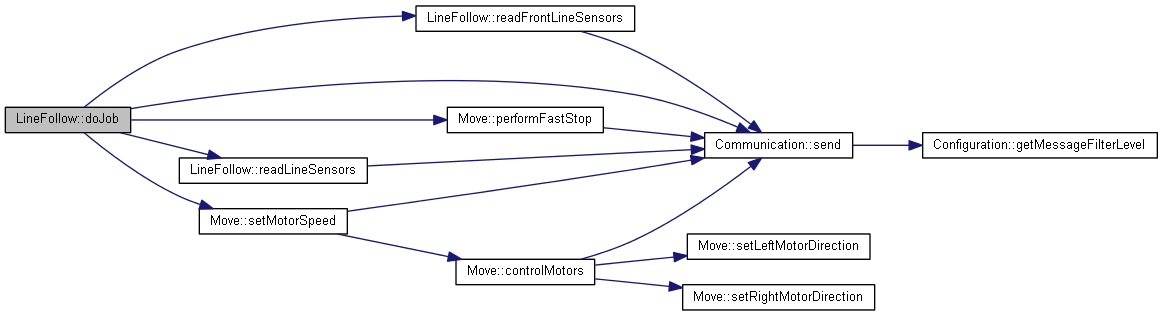 LineFollow::readFrontLineSensors
LineFollow::doJob
Move::performFastStop
Communication::send
Configuration::getMessageFilterLevel
LineFollow::readLineSensors
Move::setMotorSpeed
Move::setLeftMotorDirection
Move::controlMotors
Move::setRightMotorDirection